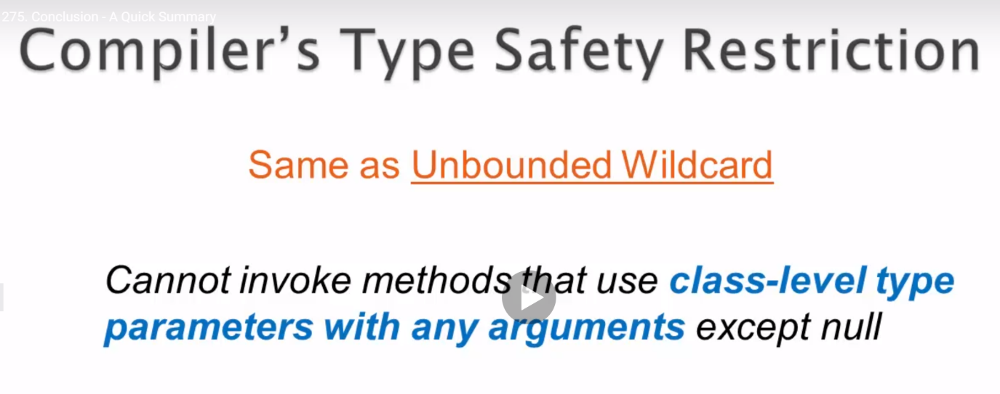 275. Conclusion - A Quick Summary
Compiler's Type Safety Restriction
Same as Unbounded Wildcard
Cannot invoke methods that use class-level type
parameters with any arguments except null